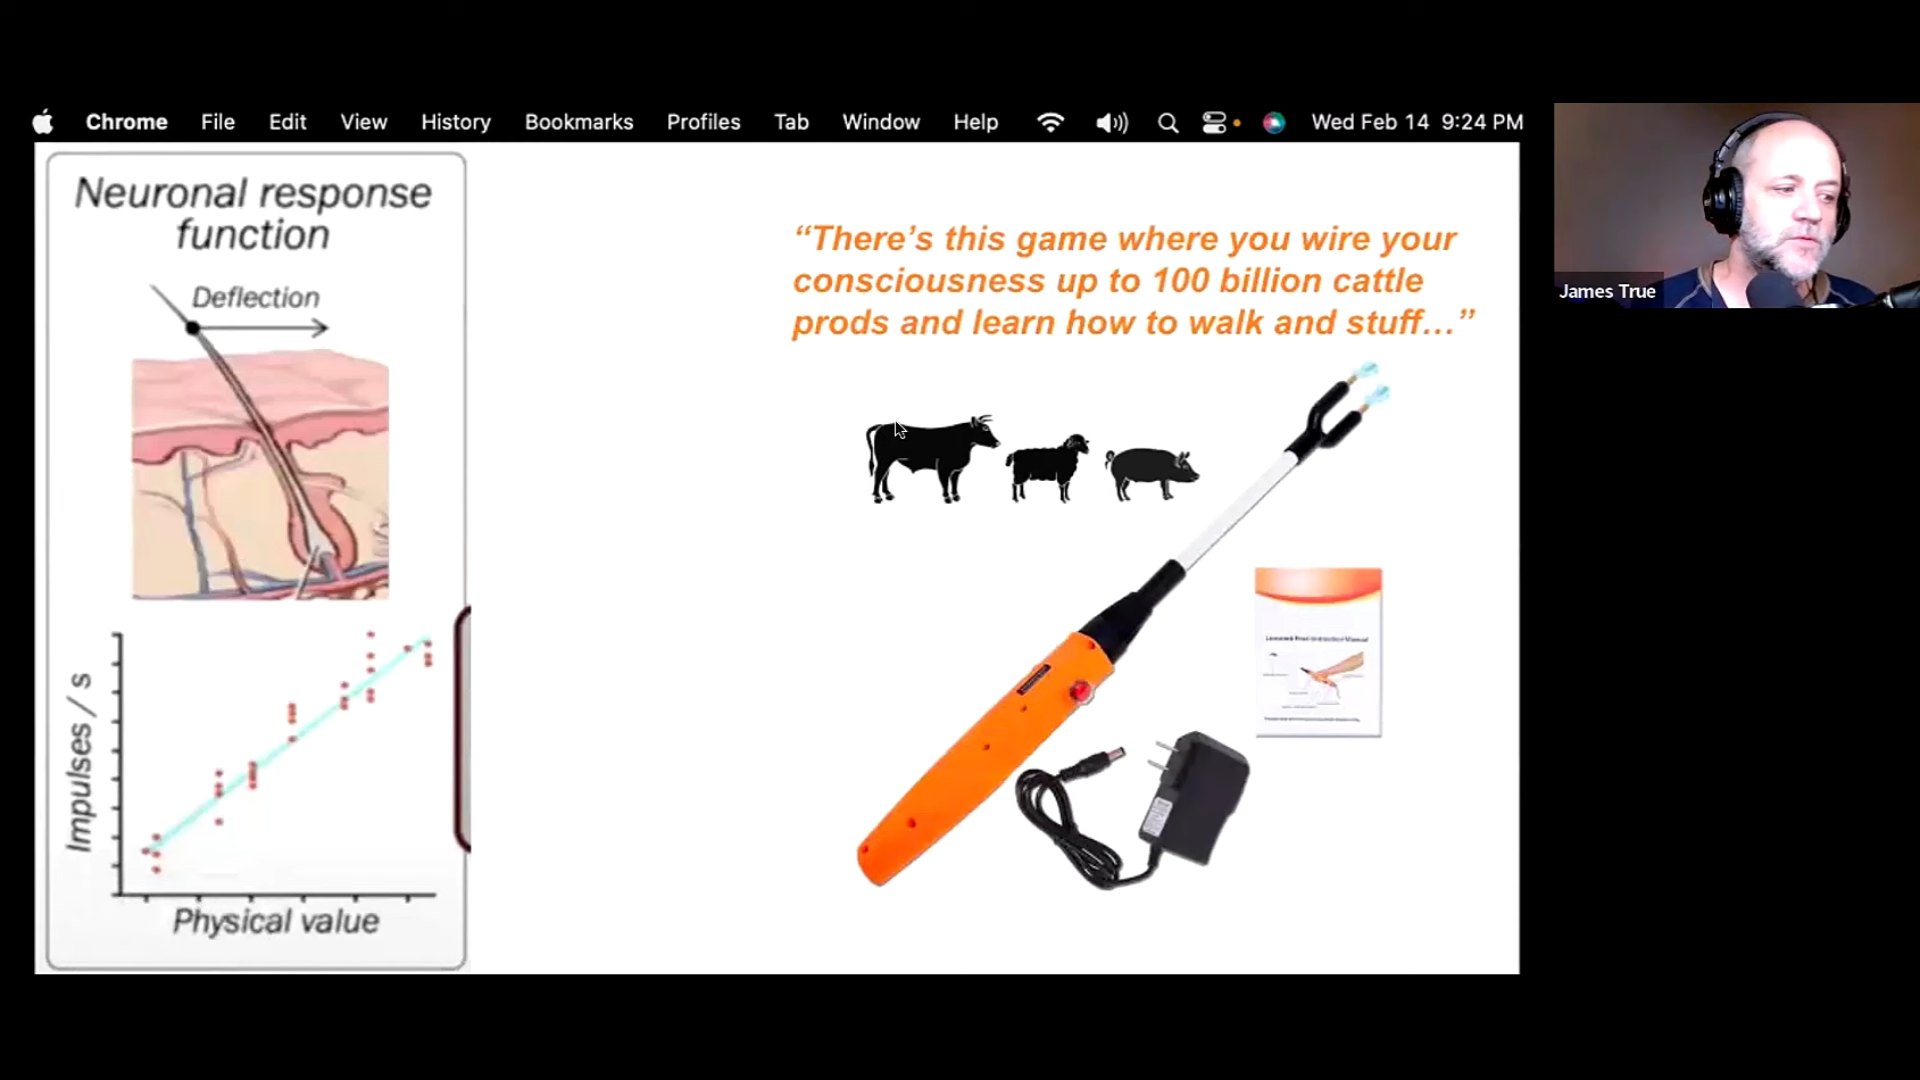 Chrome File Edit View History Bookmarks Profiles Tab Window Help Wed Feb 14 9:24 PM
James True
Neuronal response
function
Deflection
Impulses / s
Physical value
“There’s this game where you wire your
consciousness up to 100 billion cattle
prods and learn how to walk and stuff...”